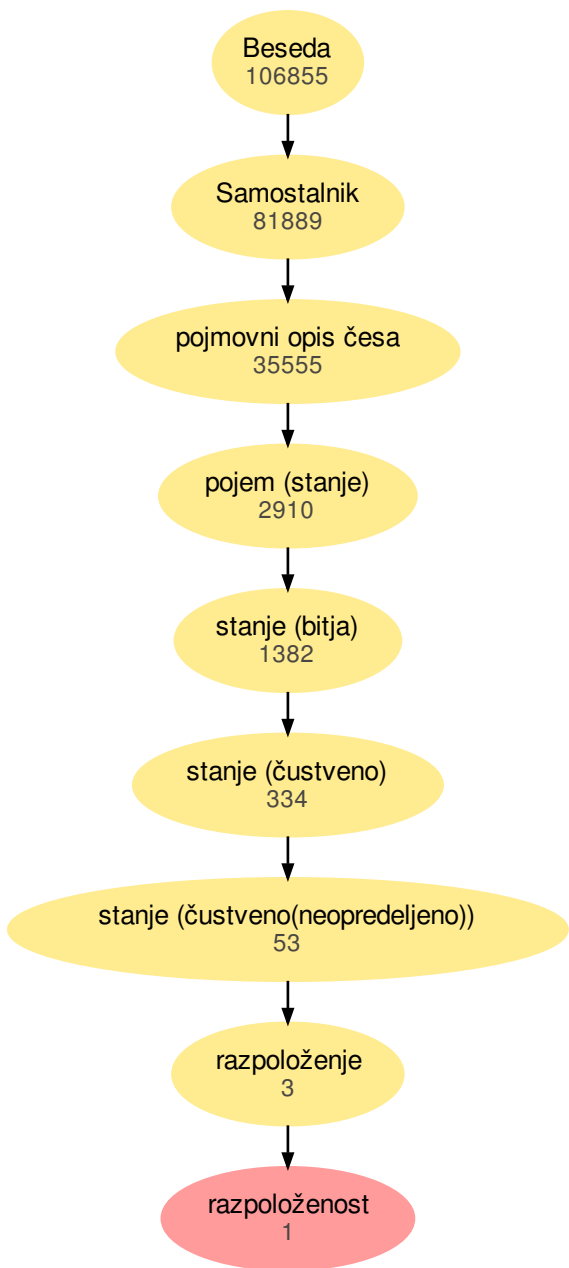 Beseda
106855
Samostalnik
81889
pojmovni opis česa
35555
pojem (stanje)
2910
stanje (bitja)
1382
stanje (čustveno)
334
stanje (čustveno(neopredeljeno))
53
razpoloženje
3
razpoloženost
1